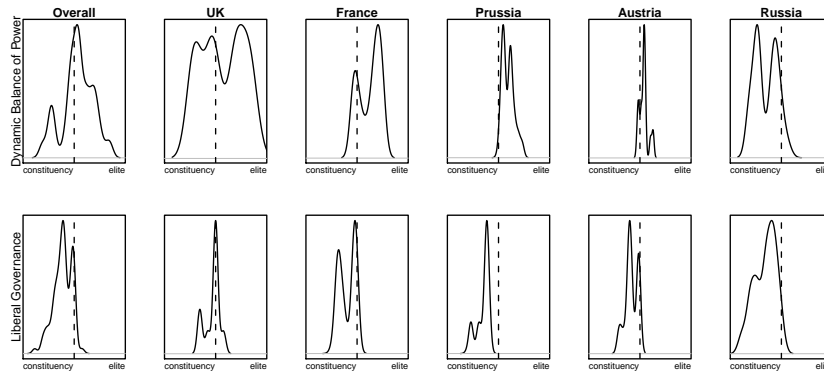 Overall UK France Prussia Austria Russia
Dynamic Balance of Power
constituency elite constituency elite constituency elite constituency elite constituency elite constituency elite
Liberal Governance
constituency elite constituency elite constituency elite constituency elite constituency elite constituency elite